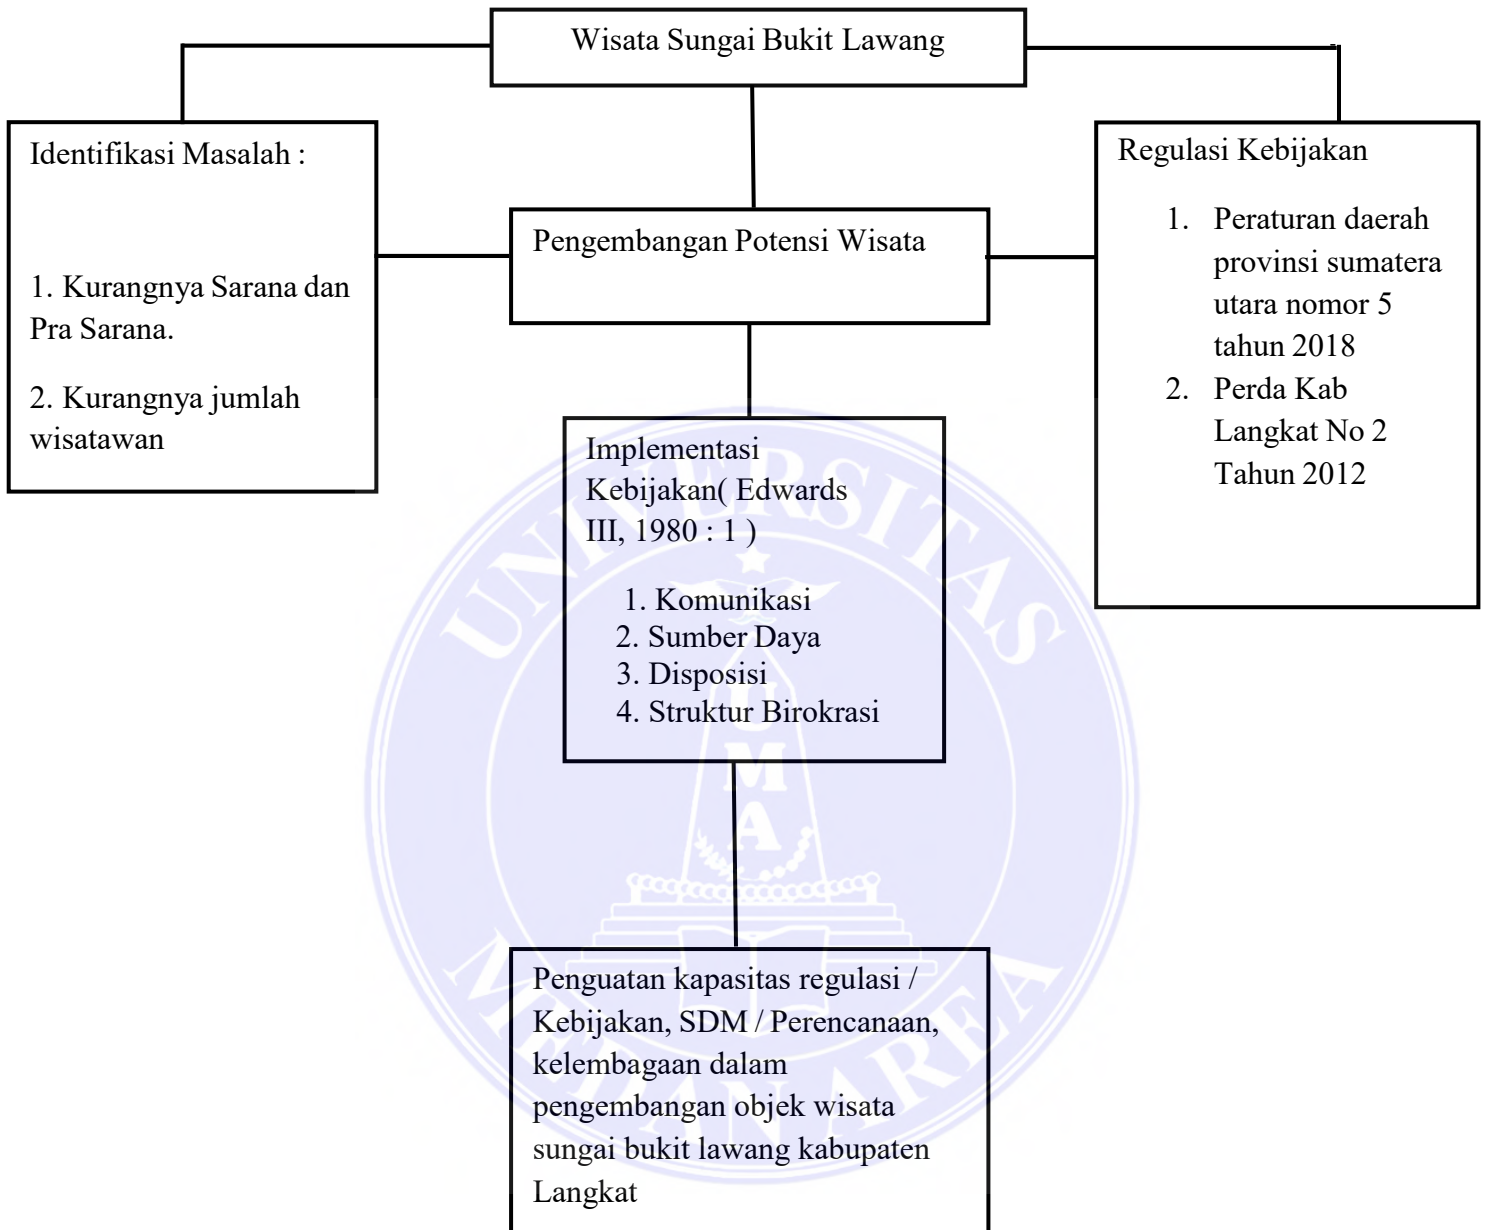 Wisata Sungai Bukit Lawang
Identifikasi Masalah :
1. Kurangnya Sarana dan
Pra Sarana.
2. Kurangnya jumlah
wisatawan
Pengembangan Potensi Wisata
Regulasi Kebijakan
1. Peraturan daerah
provinsi sumatera
utara nomor 5
tahun 2018
2. Perda Kab
Langkat No 2
Tahun 2012
Implementasi
Kebijakan( Edwards
III, 1980 : 1 )
1. Komunikasi
2. Sumber Daya
3. Disposisi
4. Struktur Birokrasi
Penguatan kapasitas regulasi /
Kebijakan, SDM / Perencanaan,
kelembagaan dalam
pengembangan objek wisata
sungai bukit lawang kabupaten
Langkat
UNIVERSITAS
MEDAN AREA
U
M
A